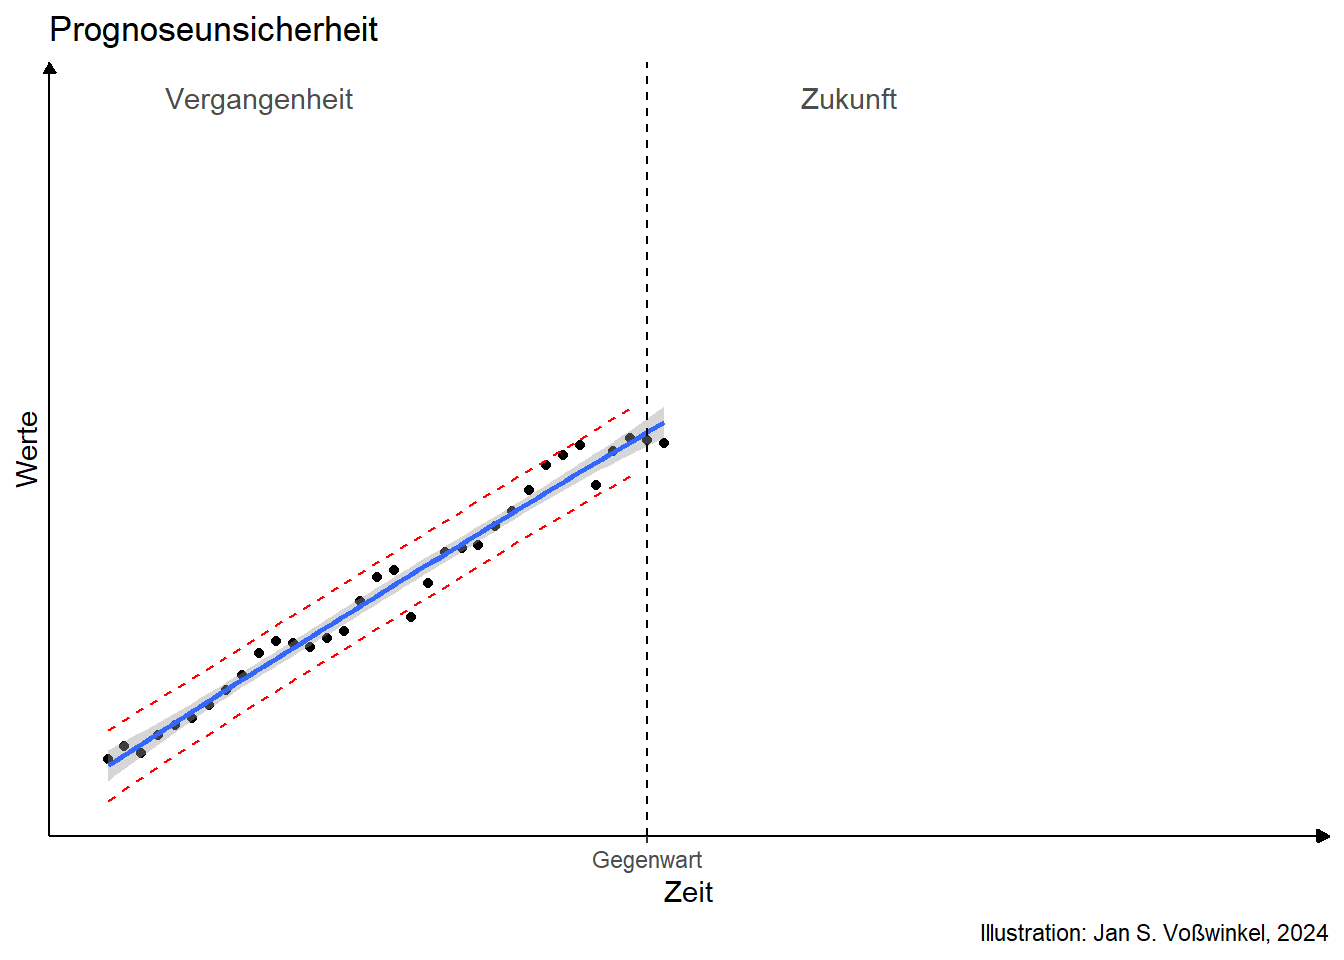 Prognoseunsicherheit
Vergangenheit
Zukunft
Werte
Gegenwart
Zeit
Illustration: Jan S. Voßwinkel, 2024